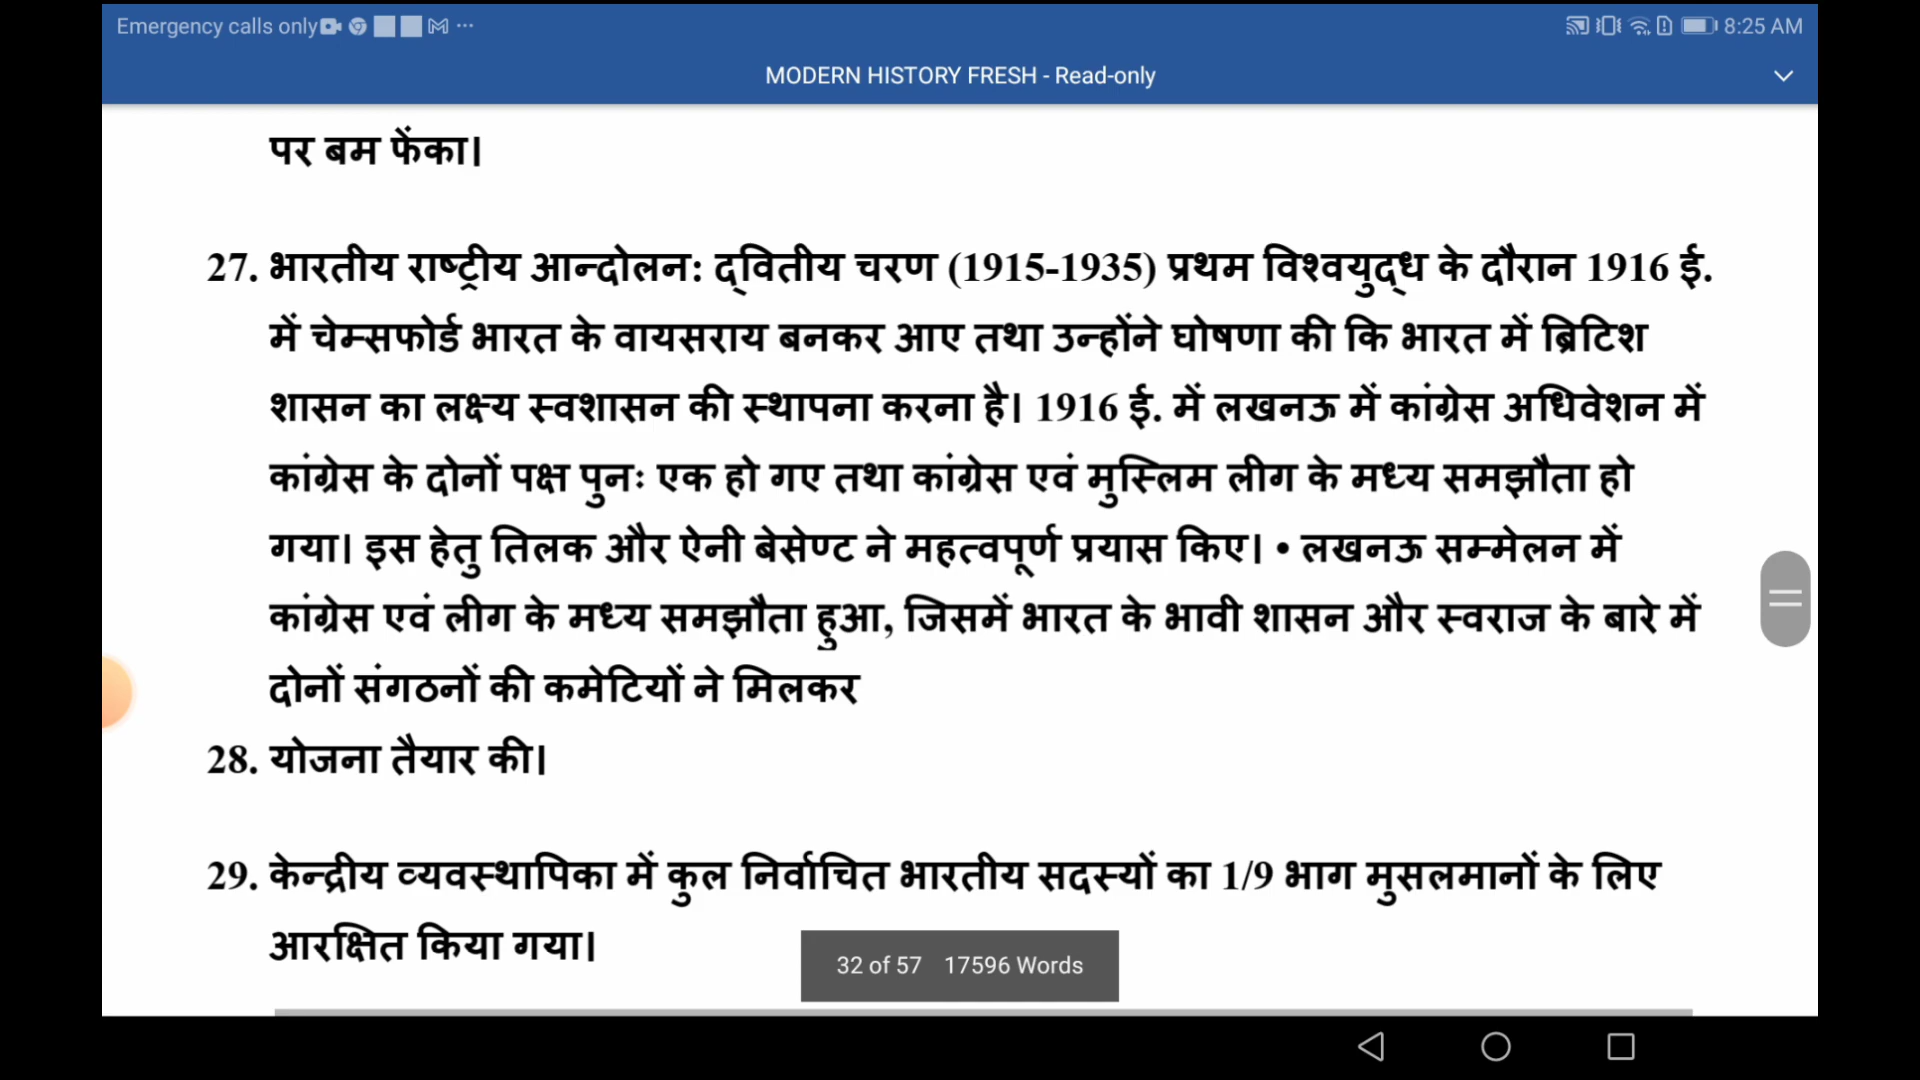 Emergency calls only ... 8:25 AM
MODERN HISTORY FRESH - Read-only
पर बम फेंका।
27. भारतीय राष्ट्रीय आन्दोलन: द्वितीय चरण (1915-1935) प्रथम विश्वयुद्ध के दौरान 1916 ई.
में चेम्सफोर्ड भारत के वायसराय बनकर आए तथा उन्होंने घोषणा की कि भारत में ब्रिटिश
शासन का लक्ष्य स्वशासन की स्थापना करना है। 1916 ई. में लखनऊ में कांग्रेस अधिवेशन में
कांग्रेस के दोनों पक्ष पुनः एक हो गए तथा कांग्रेस एवं मुस्लिम लीग के मध्य समझौता हो
गया। इस हेतु तिलक और ऐनी बेसेण्ट ने महत्वपूर्ण प्रयास किए। • लखनऊ सम्मेलन में
कांग्रेस एवं लीग के मध्य समझौता हुआ, जिसमें भारत के भावी शासन और स्वराज के बारे में
दोनों संगठनों की कमेटियों ने मिलकर
28. योजना तैयार की।
29. केन्द्रीय व्यवस्थापिका में कुल निर्वाचित भारतीय सदस्यों का 1/9 भाग मुसलमानों के लिए
आरक्षित किया गया।
32 of 57 17596 Words